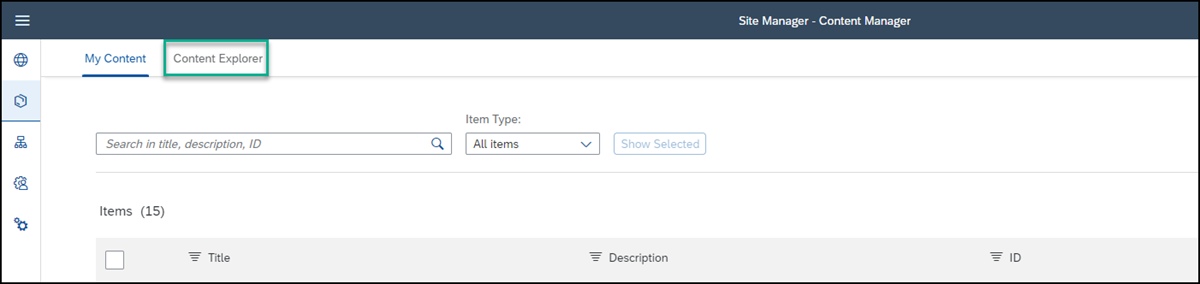 Site Manager - Content Manager
My Content Content Explorer
Item Type:
Search in title, description, ID All items Show Selected
Items (15)
Title Description ID